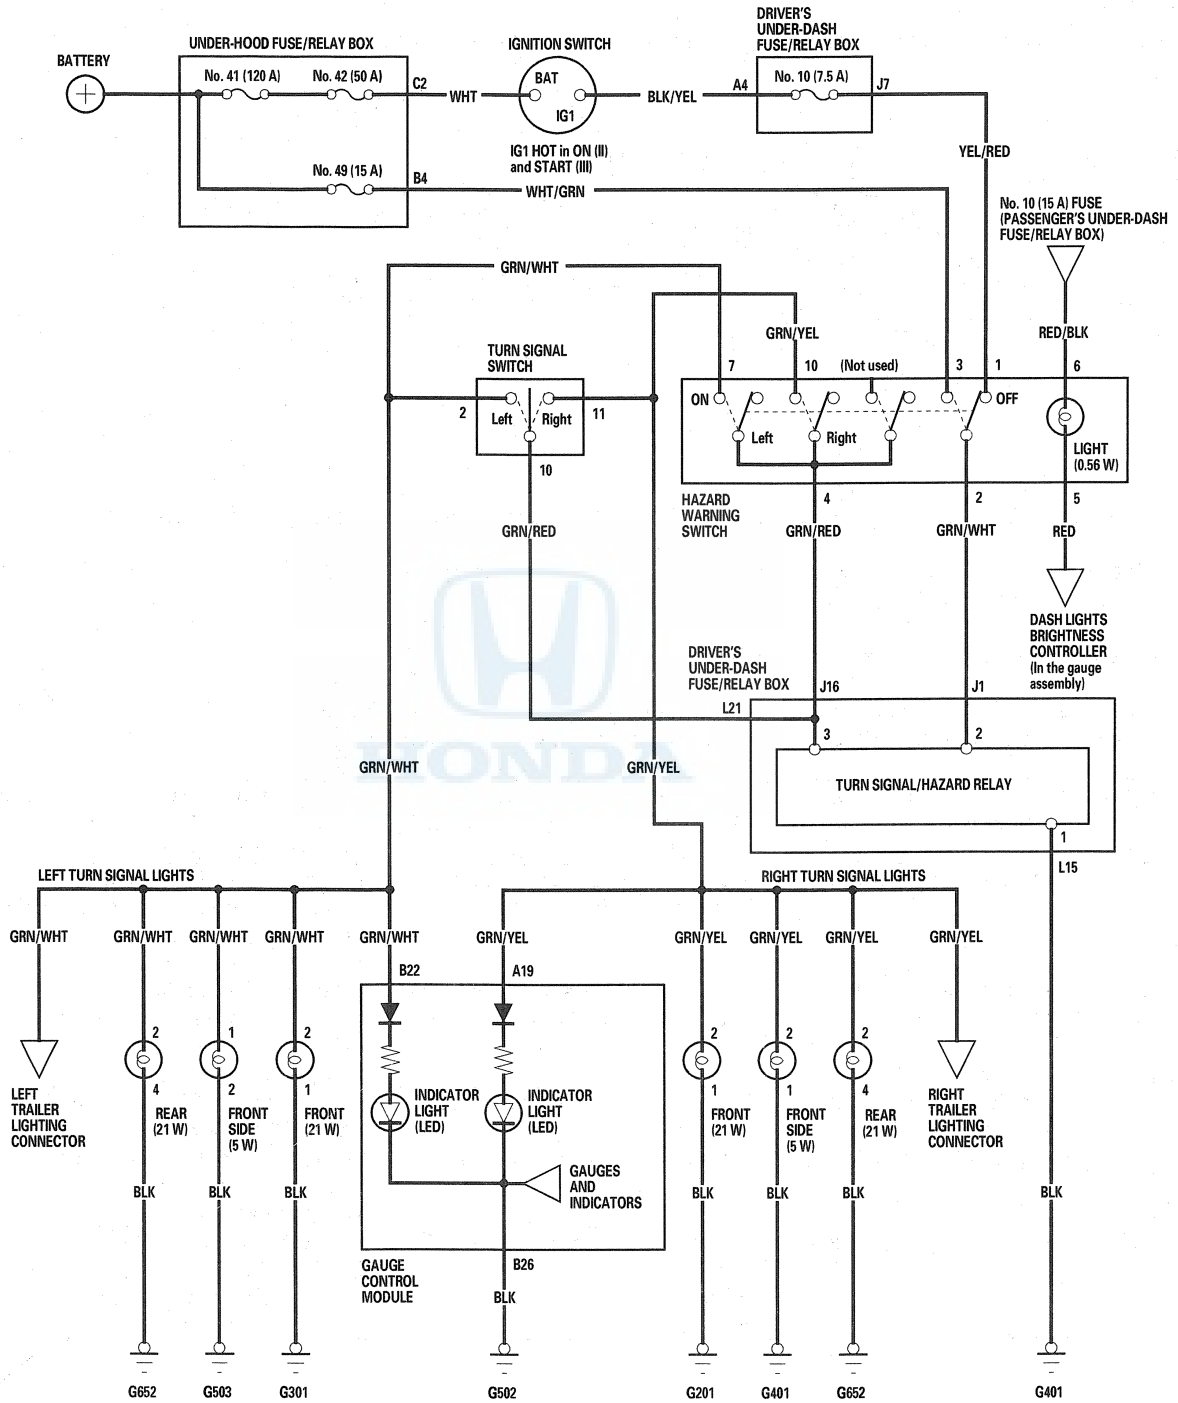 DRIVER'S
UNDER-DASH
FUSE/RELAY BOX
UNDER-HOOD FUSE/RELAY BOX
IGNITION SWITCH
BATTERY
No. 41 (120 A)
No. 42 (50 A)
C2
WHT
BAT
IG1
BLK/YEL
A4
No. 10 (7.5 A)
J7
IG1 HOT in ON (II)
and START (III)
YEL/RED
No. 49 (15 A)
B4
WHT/GRN
No. 10 (15 A) FUSE
(PASSENGER'S UNDER-DASH
FUSE/RELAY BOX)
GRN/WHT
GRN/YEL
RED/BLK
TURN SIGNAL
SWITCH
7
10
(Not used)
3
1
6
ON
OFF
2
Left
Right
11
Left
Right
LIGHT
(0.56 W)
10
HAZARD
WARNING
SWITCH
4
2
5
GRN/RED
GRN/RED
GRN/WHT
RED
DASH LIGHTS
BRIGHTNESS
CONTROLLER
(In the gauge
assembly)
DRIVER'S
UNDER-DASH
FUSE/RELAY BOX
J16
J1
L21
3
2
HONDA
GRN/WHT
GRN/YEL
TURN SIGNAL/HAZARD RELAY
1
L15
LEFT TURN SIGNAL LIGHTS
RIGHT TURN SIGNAL LIGHTS
GRN/WHT
GRN/WHT
GRN/WHT
GRN/WHT
GRN/WHT
GRN/YEL
GRN/YEL
GRN/YEL
GRN/YEL
GRN/YEL
B22
A19
2
1
2
2
2
2
4
2
1
1
1
4
LEFT
TRAILER
LIGHTING
CONNECTOR
REAR
(21 W)
FRONT
SIDE
(5 W)
FRONT
(21 W)
INDICATOR
LIGHT
(LED)
INDICATOR
LIGHT
(LED)
FRONT
(21 W)
FRONT
SIDE
(5 W)
REAR
(21 W)
RIGHT
TRAILER
LIGHTING
CONNECTOR
GAUGES
AND
INDICATORS
BLK
BLK
BLK
BLK
BLK
BLK
BLK
GAUGE
CONTROL
MODULE
B26
BLK
G652
G503
G301
G502
G201
G401
G652
G401